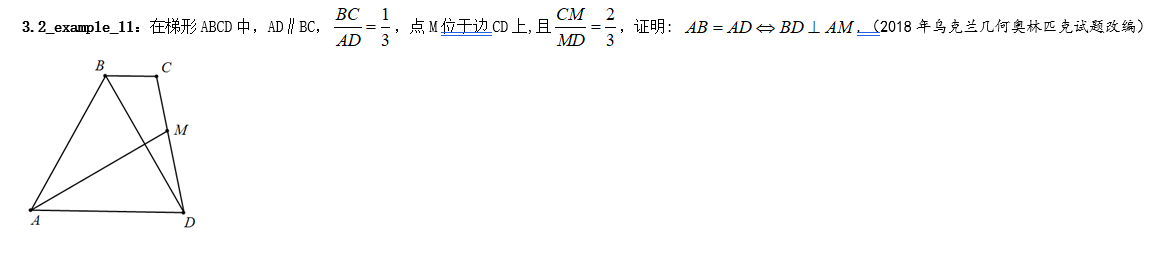 3.2_example_11：在梯形 ABCD 中，AD∥BC，\frac{BC}{AD}=\frac{1}{3}，点 M 位于边 CD 上,且 \frac{CM}{MD}=\frac{2}{3}，证明: AB=AD⇔BD⊥AM．（2018 年乌克兰几何奥林匹克试题改编）
B C
M
A D